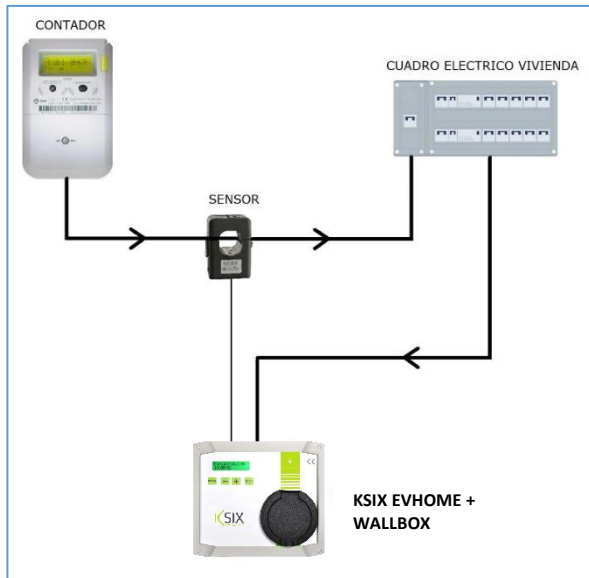 CONTADOR
CUADRO ELECTRICO VIVIENDA
SENSOR
KSIX
KSIX EVHOME +
WALLBOX